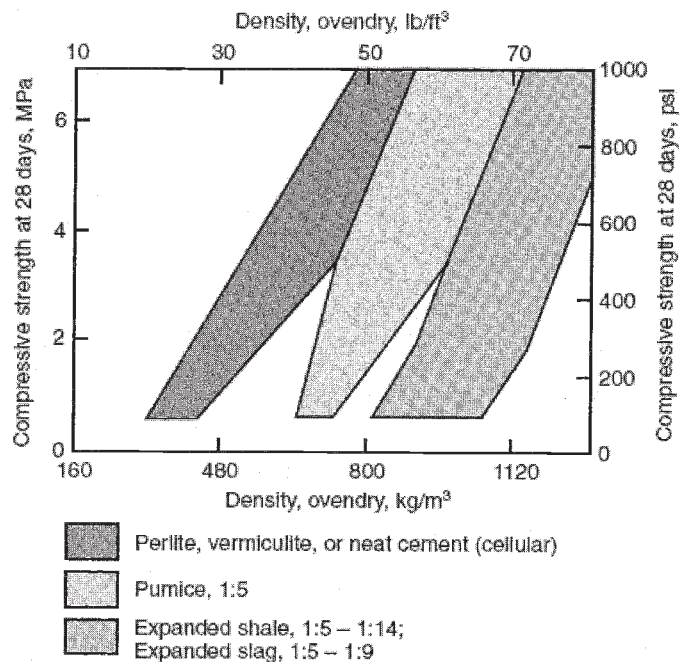 Density, ovendry, lb/ft³
10 30 50 70
Compressive strength at 28 days, MPa
6
4
2
0
1000
800
600
400
200
0
Compressive strength at 28 days, psi
160 480 800 1120
Density, ovendry, kg/m³
Perlite, vermiculite, or neat cement (cellular)
Pumice, 1:5
Expanded shale, 1:5 – 1:14;
Expanded slag, 1:5 – 1:9